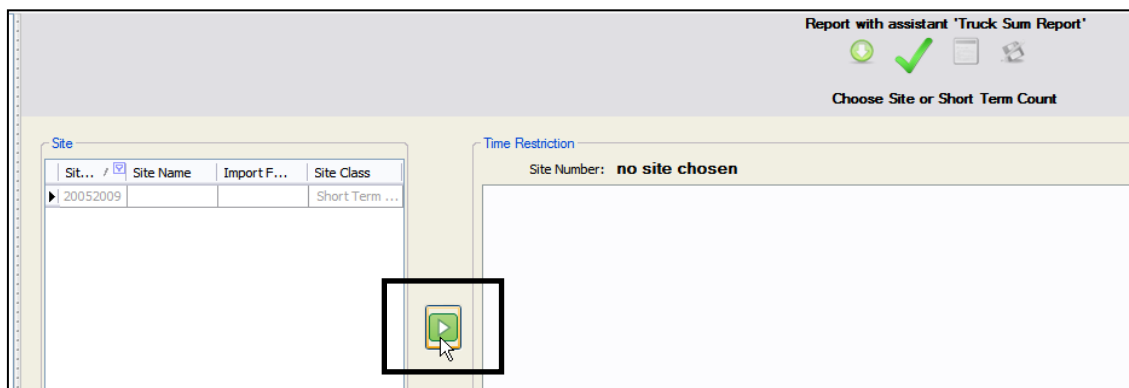 Report with assistant 'Truck Sum Report'
Choose Site or Short Term Count
Site
Sit... Site Name Import F... Site Class
20052009 Short Term ...
Time Restriction
Site Number: no site chosen